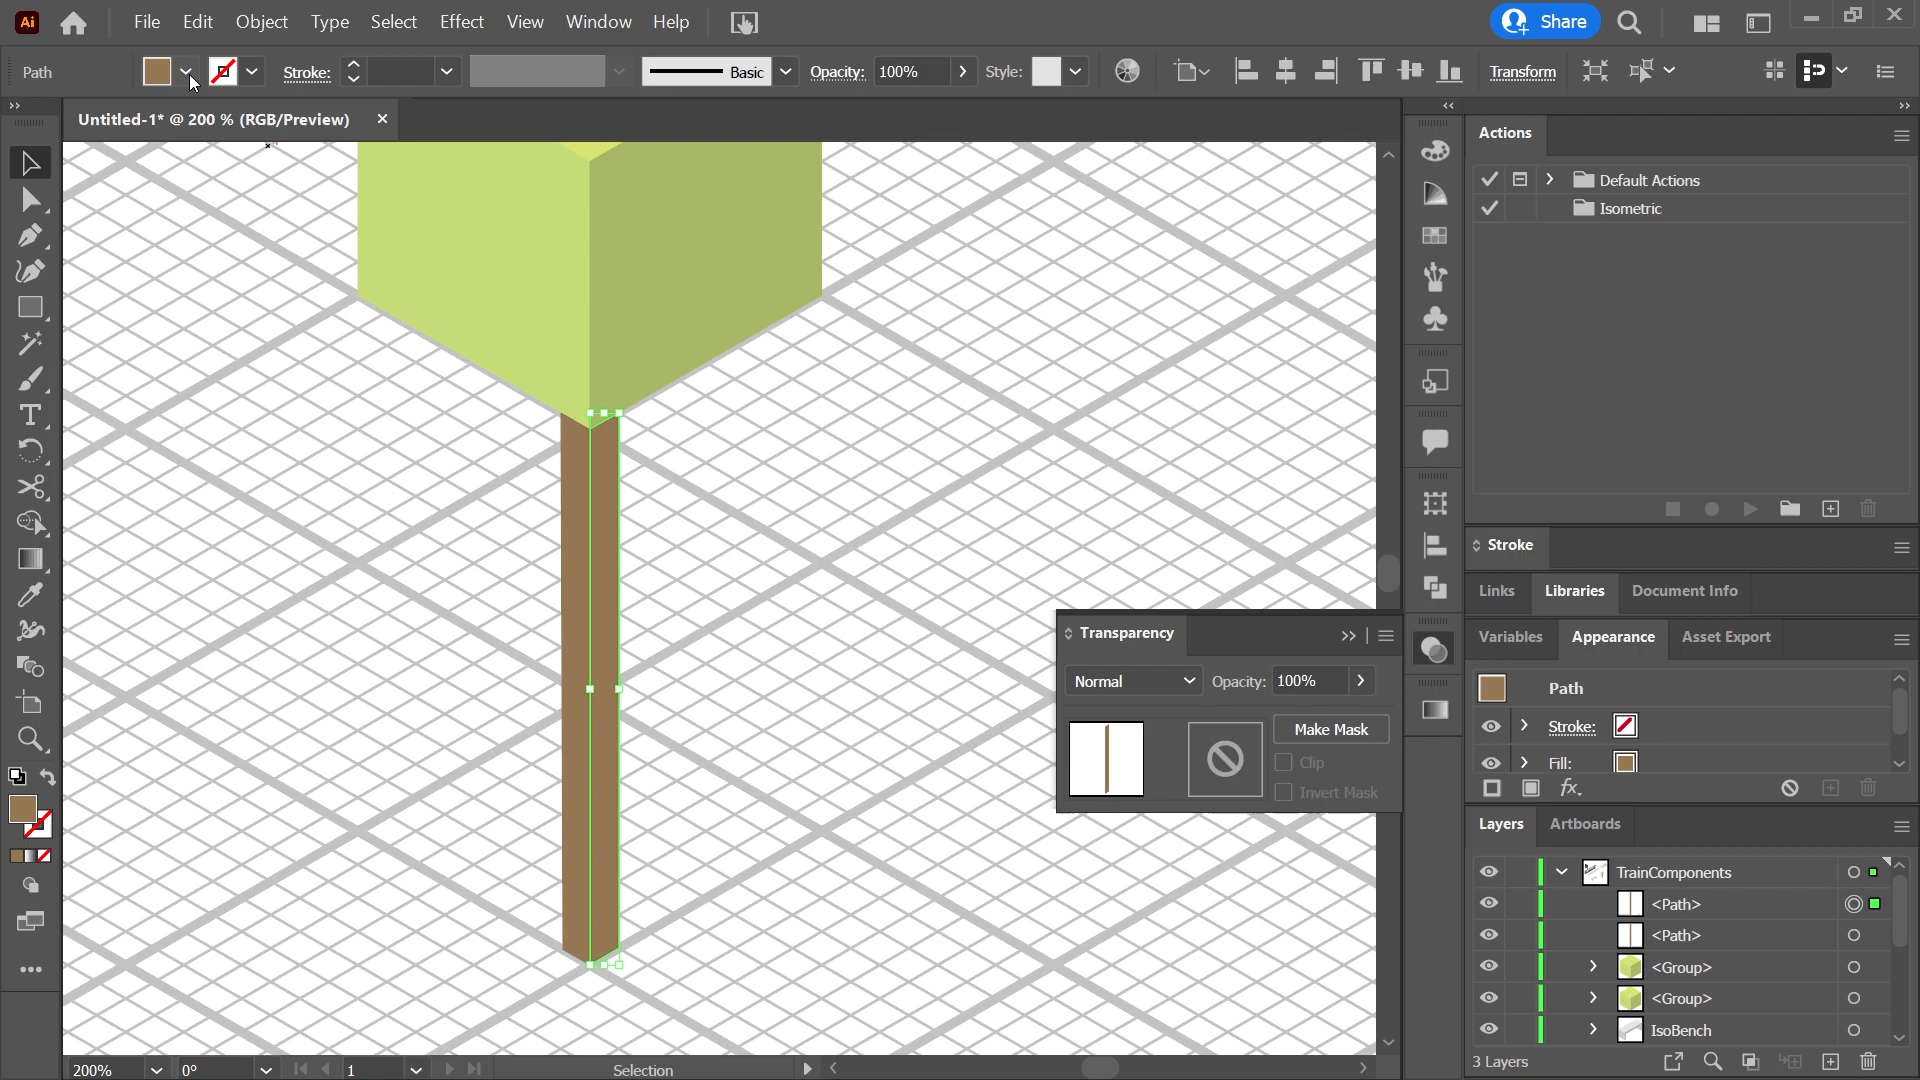 Ai File Edit Object Type Select Effect View Window Help Share
Path Stroke: Basic Opacity: 100% Style: Transform
Untitled-1* @ 200 % (RGB/Preview)
Actions
Default Actions
Isometric
Stroke
Links Libraries Document Info
Variables Appearance Asset Export
Path
Stroke:
Fill:
fx
Transparency
Normal Opacity: 100%
Make Mask
Clip
Invert Mask
Layers Artboards
TrainComponents
<Path>
<Path>
<Group>
<Group>
IsoBench
3 Layers
200% 0° 1 Selection